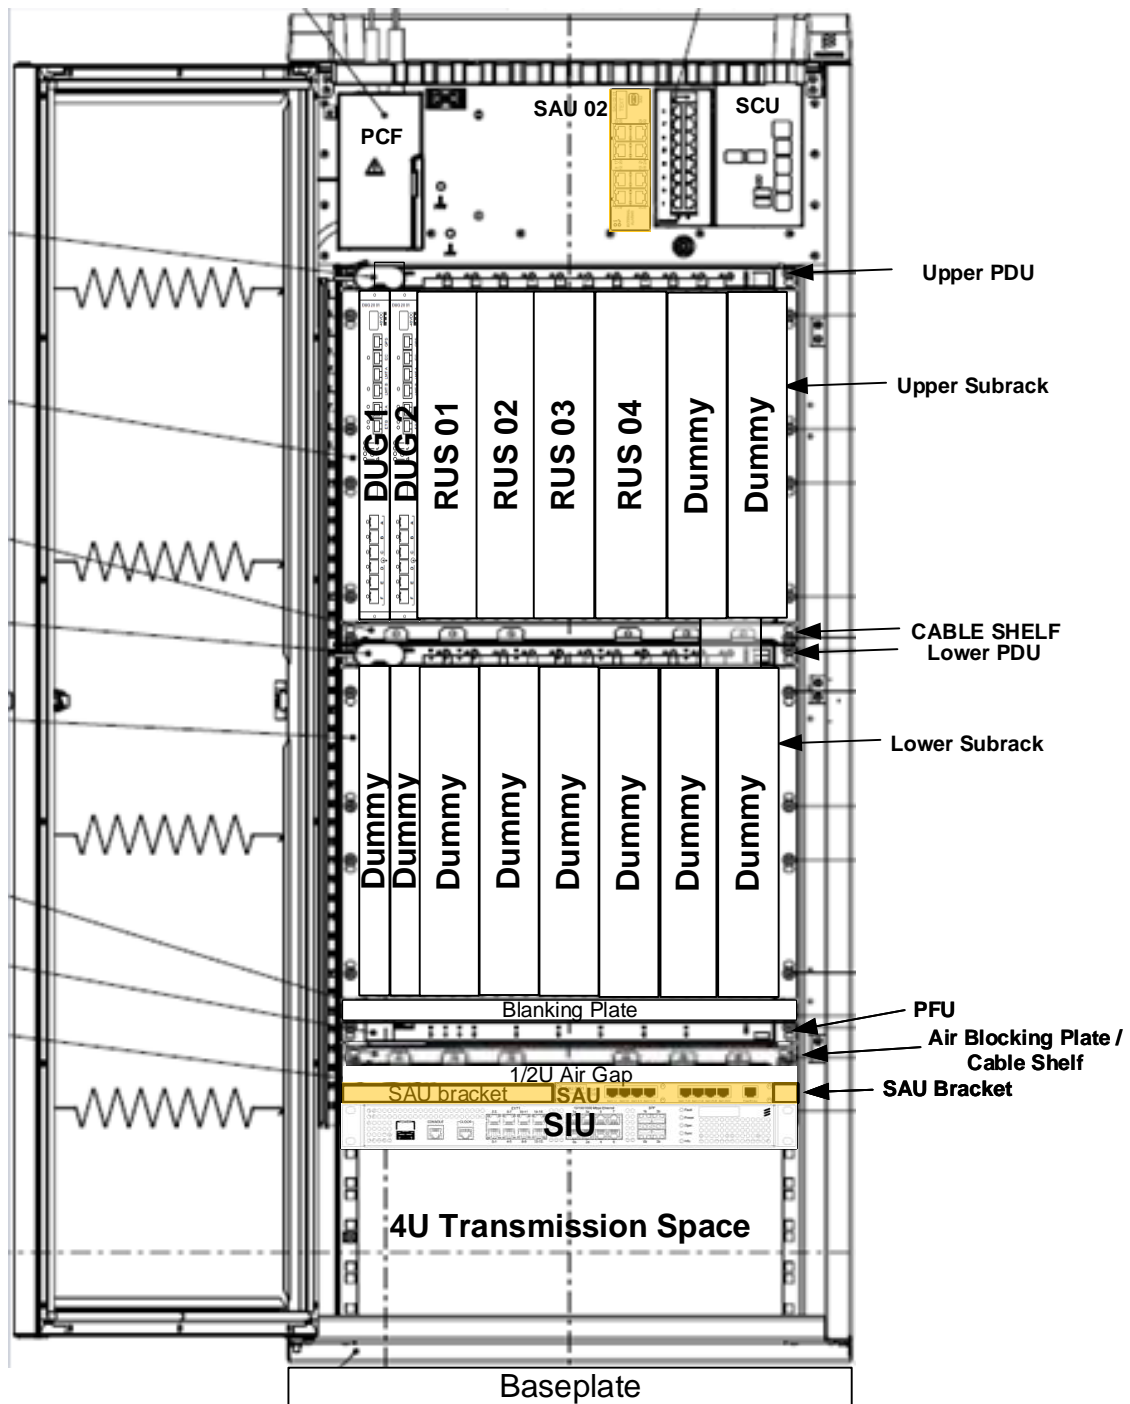 SAU 02
SCU
PCF
Upper PDU
Upper Subrack
DUG 1
DUG 2
RUS 01
RUS 02
RUS 03
RUS 04
Dummy
Dummy
CABLE SHELF
Lower PDU
Lower Subrack
Dummy
Dummy
Dummy
Dummy
Dummy
Dummy
Dummy
Dummy
Blanking Plate
PFU
Air Blocking Plate /
Cable Shelf
1/2U Air Gap
SAU bracket
SAU
SAU Bracket
SIU
4U Transmission Space
Baseplate